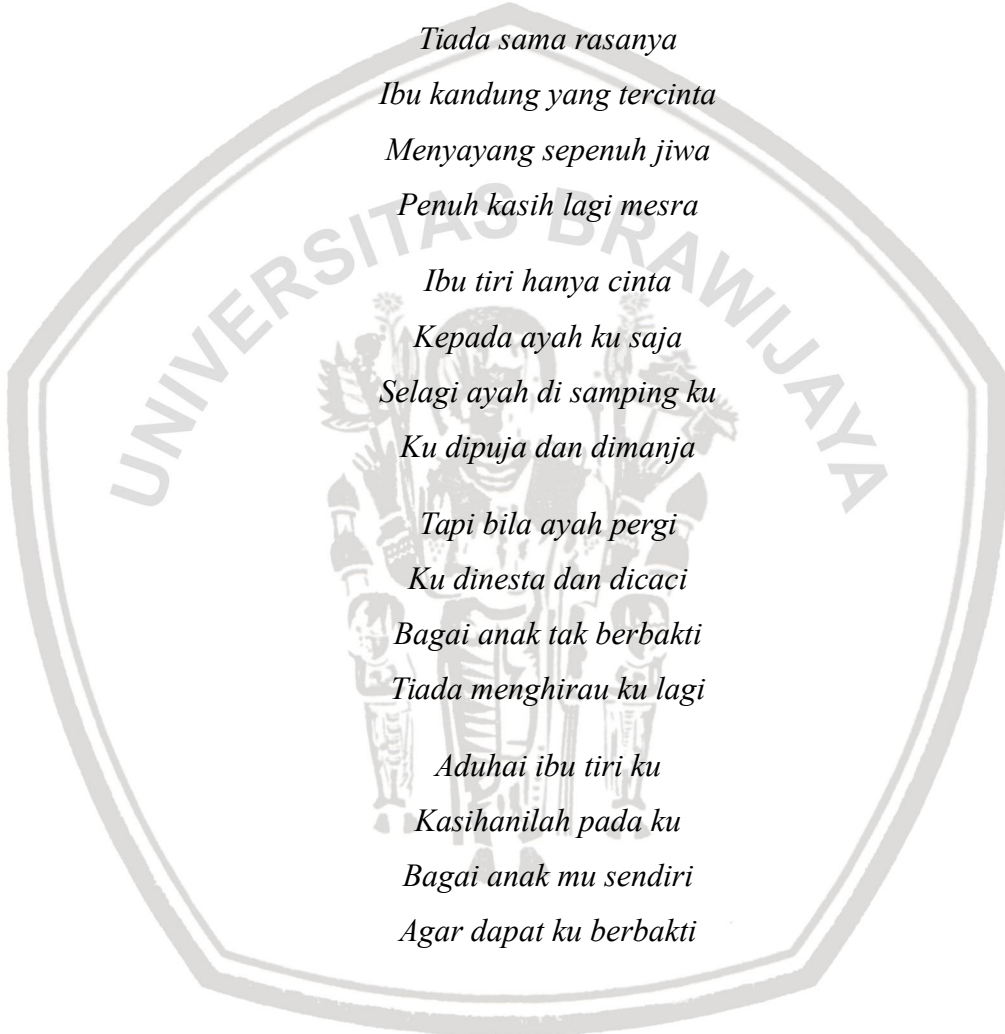 Tiada sama rasanya
Ibu kandung yang tercinta
Menyayang sepenuh jiwa
Penuh kasih lagi mesra
UNIVERSITAS BRAWIJAYA
Ibu tiri hanya cinta
Kepada ayah ku saja
Selagi ayah di samping ku
Ku dipuja dan dimanja
Tapi bila ayah pergi
Ku dinesta dan dicaci
Bagai anak tak berbakti
Tiada menghirau ku lagi
Aduhai ibu tiri ku
Kasihanilah pada ku
Bagai anak mu sendiri
Agar dapat ku berbakti